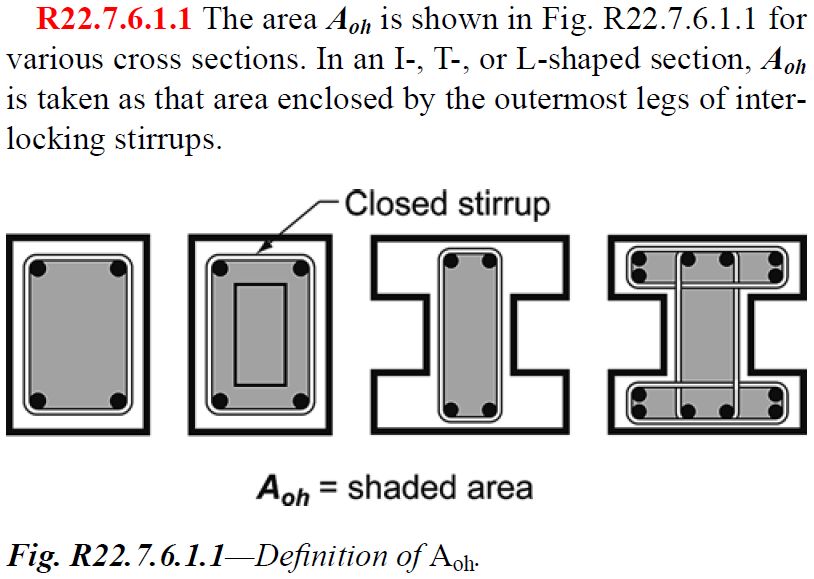 R22.7.6.1.1 The area Aoh is shown in Fig. R22.7.6.1.1 for
various cross sections. In an I-, T-, or L-shaped section, Aoh
is taken as that area enclosed by the outermost legs of inter-
locking stirrups.
Closed stirrup
Aoh = shaded area
Fig. R22.7.6.1.1—Definition of Aoh.